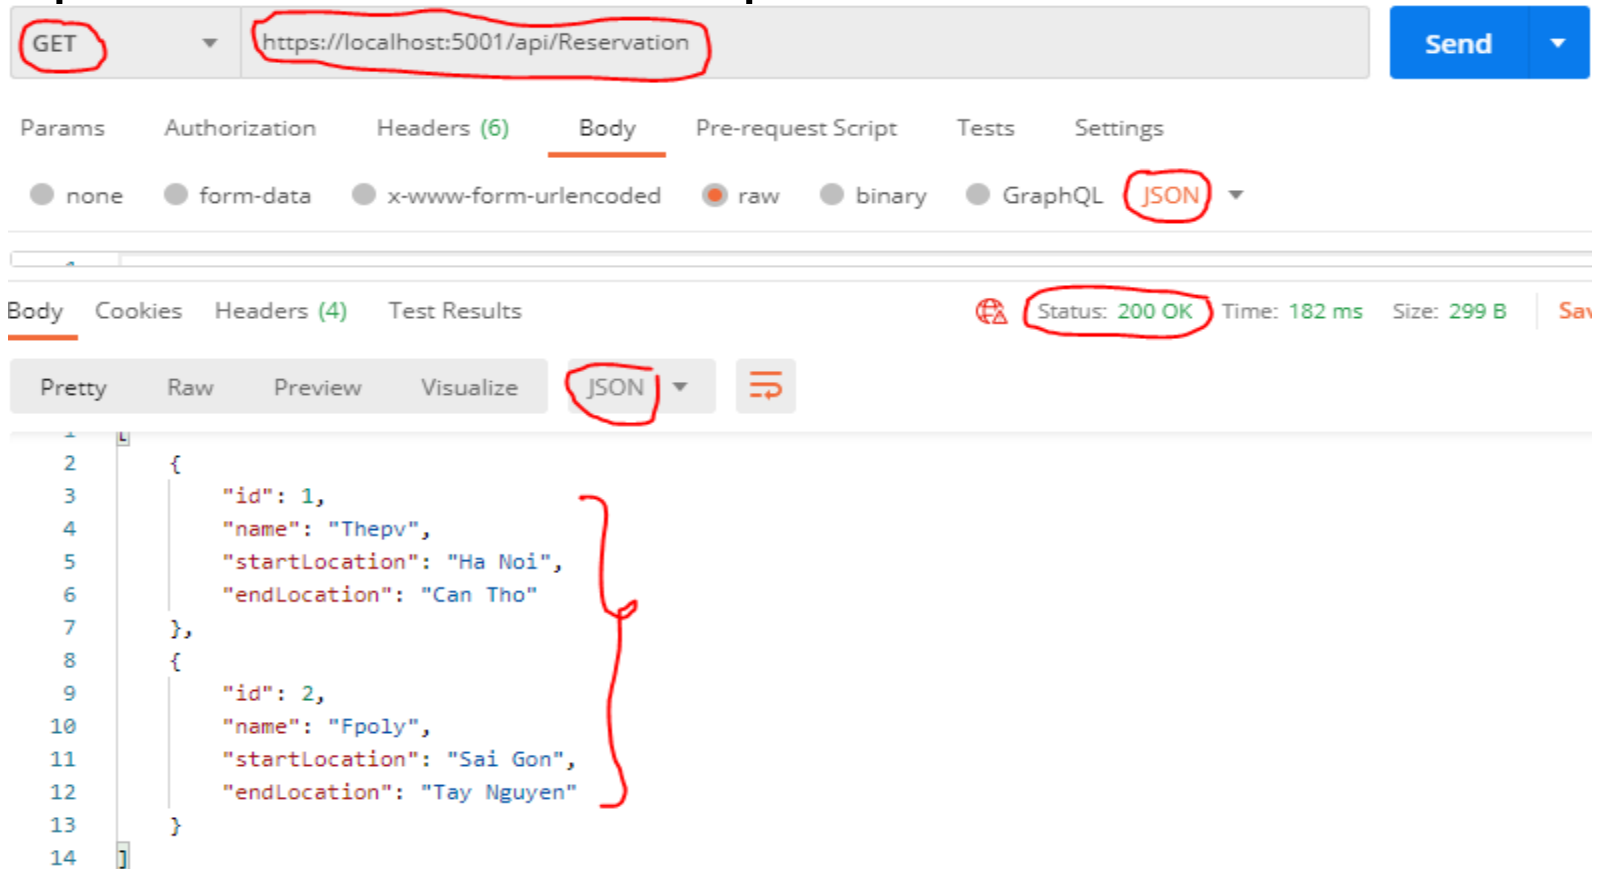 GET https://localhost:5001/api/Reservation Send
Params Authorization Headers (6) Body Pre-request Script Tests Settings
none form-data x-www-form-urlencoded raw binary GraphQL JSON
Body Cookies Headers (4) Test Results Status: 200 OK Time: 182 ms Size: 299 B Sav
Pretty Raw Preview Visualize JSON
1 [
2 {
3 "id": 1,
4 "name": "Thepv",
5 "startLocation": "Ha Noi",
6 "endLocation": "Can Tho"
7 },
8 {
9 "id": 2,
10 "name": "Fpoly",
11 "startLocation": "Sai Gon",
12 "endLocation": "Tay Nguyen"
13 }
14 ]